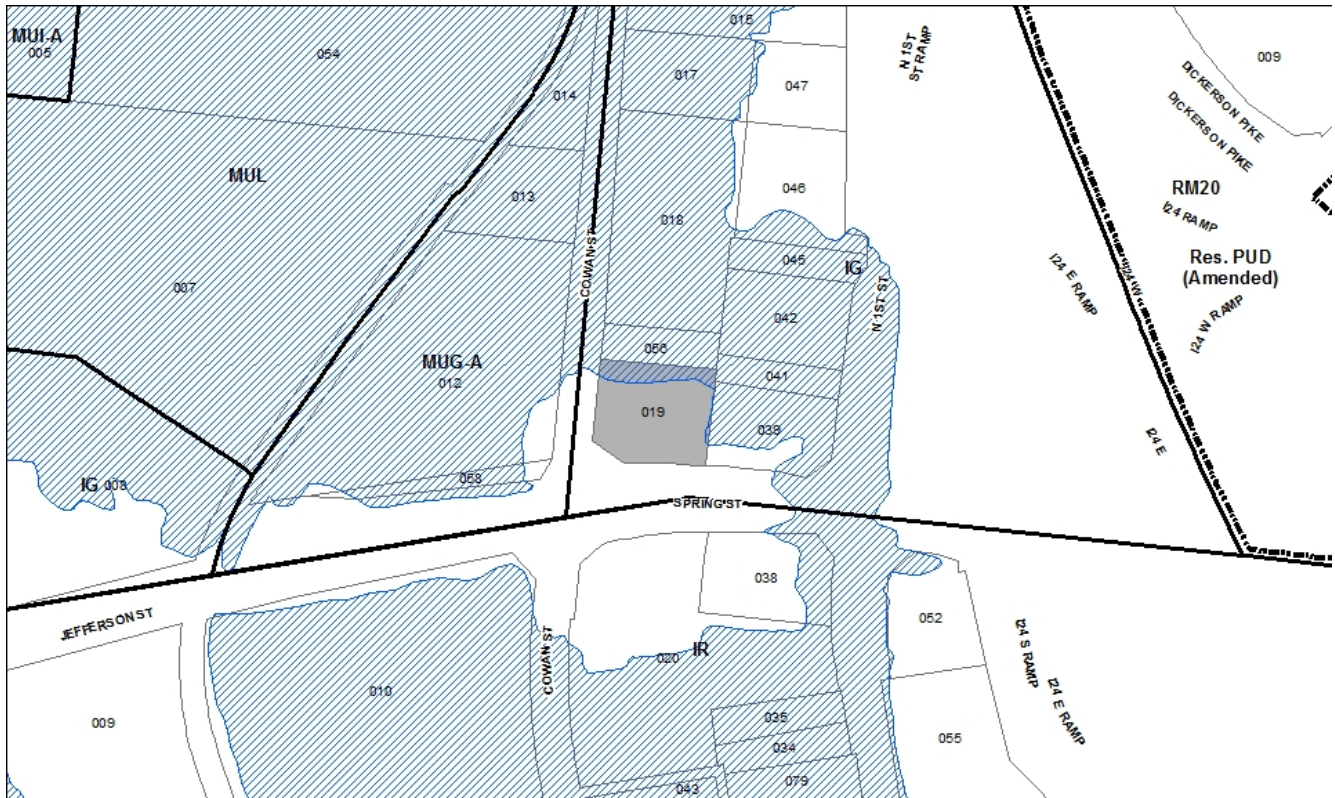 MUI-A
005
054
015
N 1ST
ST RAMP
009
017
047
014
DICKERSON PIKE
DICKERSON PIKE
MUL
013
018
046
RM20
I24 RAMP
COWAN ST
045
IG
Res. PUD
(Amended)
007
I24 E RAMP
I24 W
N 1ST ST
042
I24 W RAMP
056
MUG-A
012
041
019
039
I24 E
058
IG 008
SPRING ST
038
JEFFERSON ST
052
COWAN ST
IR
020
I24 S RAMP
010
I24 E RAMP
009
035
034
055
079
043